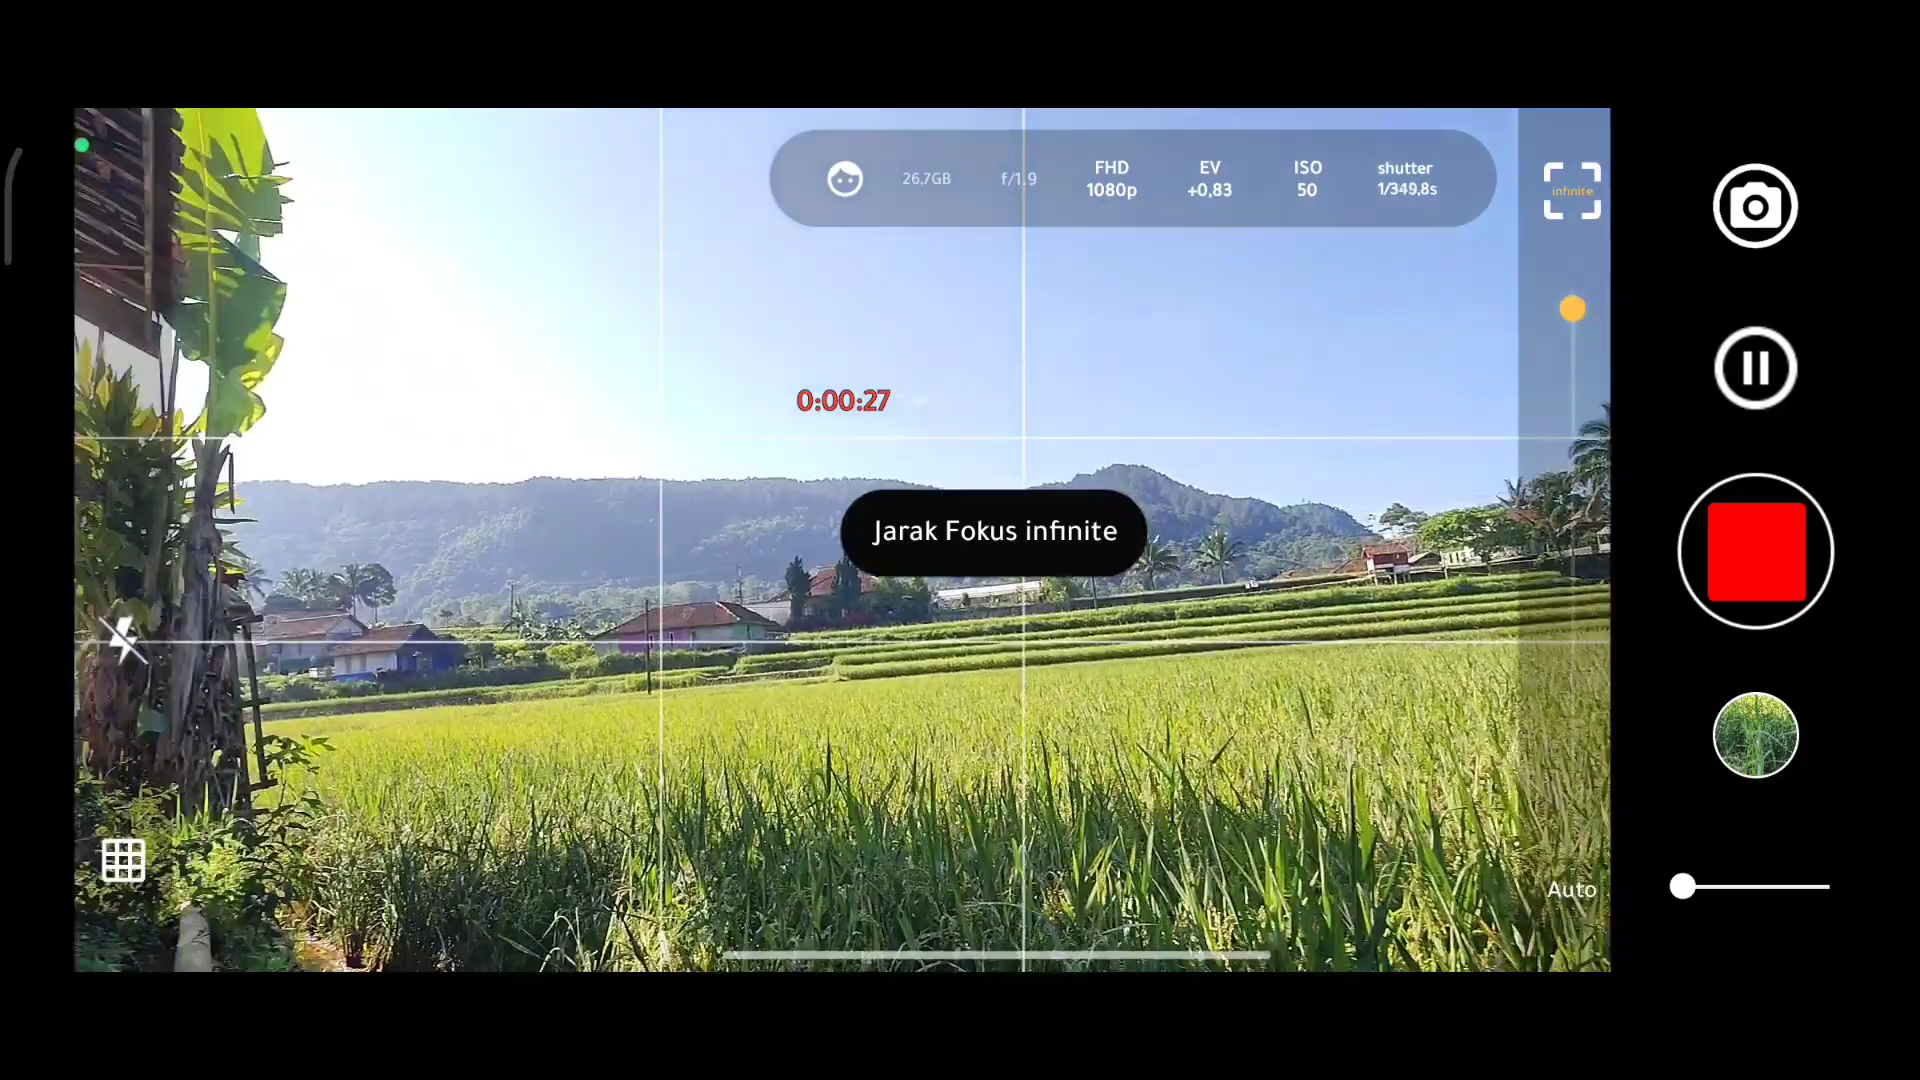 26,7GB
f/1.9
FHD
1080p
EV
+0,83
ISO
50
shutter
1/349,8s
infinite
0:00:27
Jarak Fokus infinite
Auto